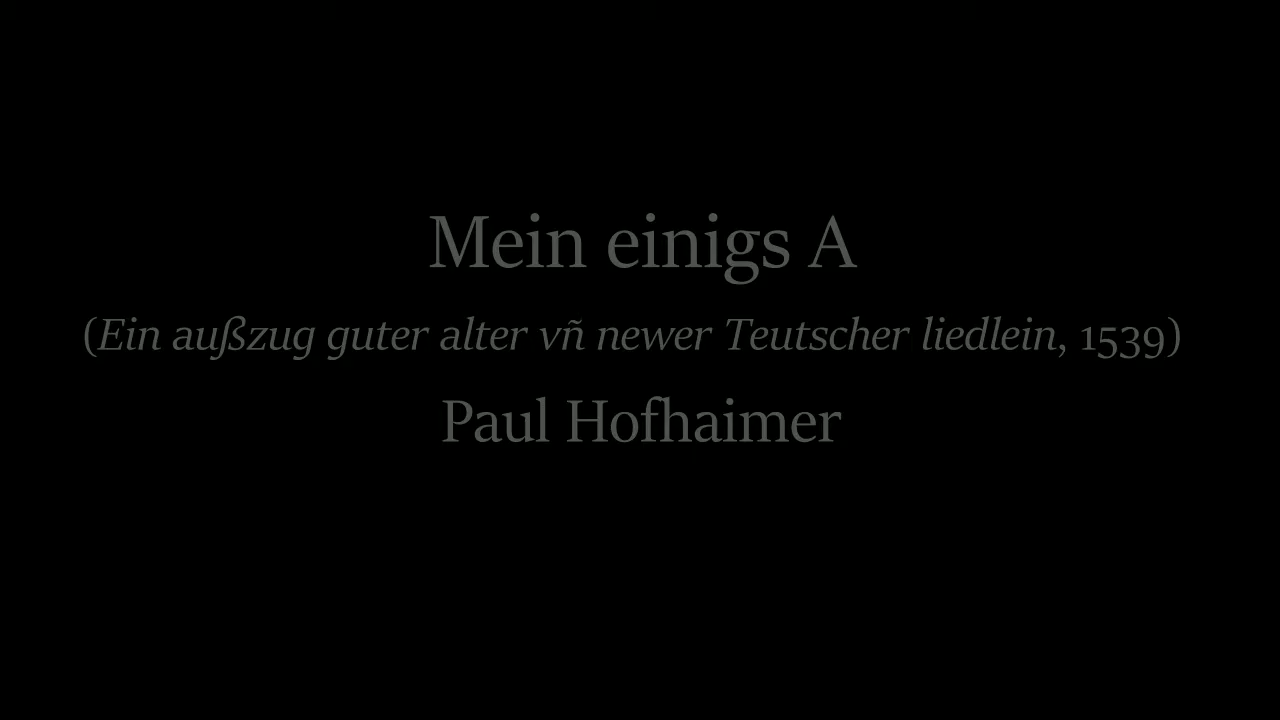 Mein einigs A
(Ein außzug guter alter vñ newer Teutscher liedlein, 1539)
Paul Hofhaimer